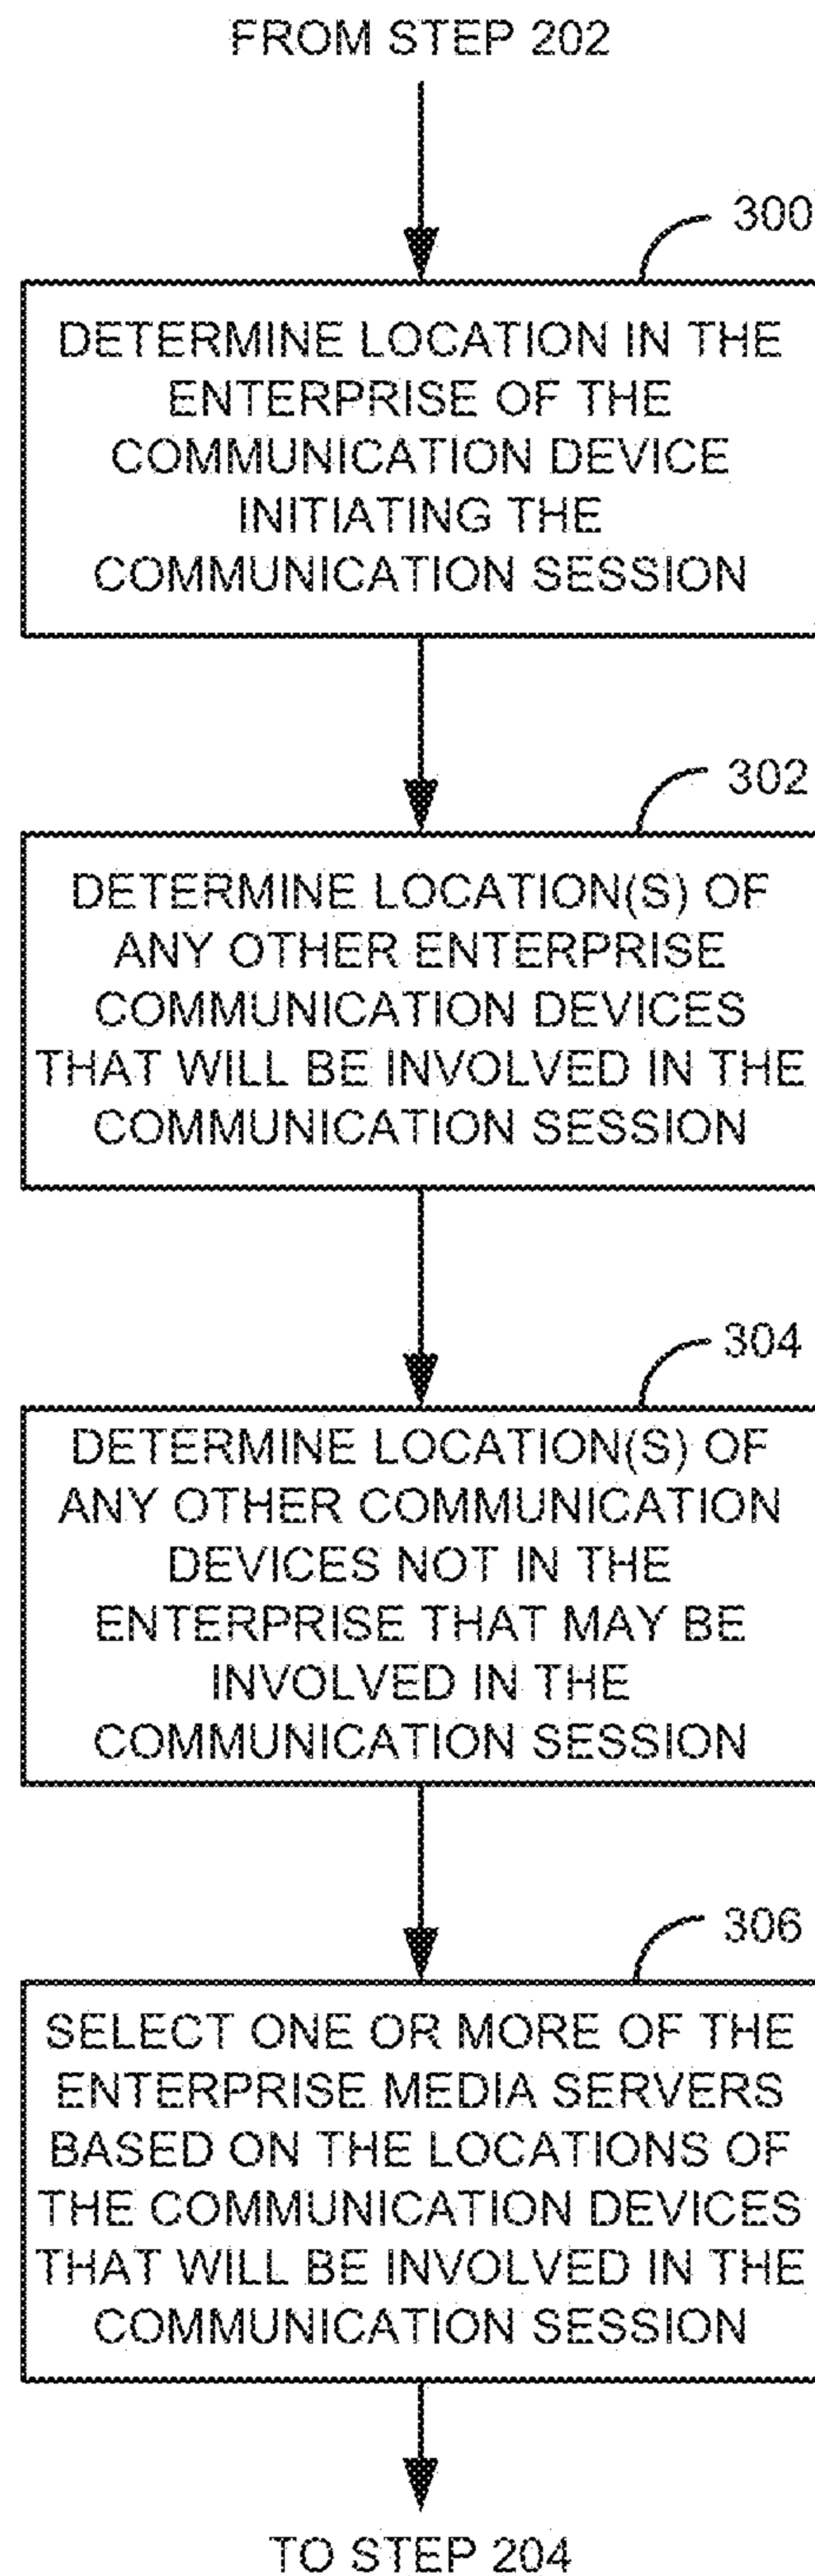 FROM STEP 202
300
DETERMINE LOCATION IN THE
ENTERPRISE OF THE
COMMUNICATION DEVICE
INITIATING THE
COMMUNICATION SESSION
302
DETERMINE LOCATION(S) OF
ANY OTHER ENTERPRISE
COMMUNICATION DEVICES
THAT WILL BE INVOLVED IN THE
COMMUNICATION SESSION
304
DETERMINE LOCATION(S) OF
ANY OTHER COMMUNICATION
DEVICES NOT IN THE
ENTERPRISE THAT MAY BE
INVOLVED IN THE
COMMUNICATION SESSION
306
SELECT ONE OR MORE OF THE
ENTERPRISE MEDIA SERVERS
BASED ON THE LOCATIONS OF
THE COMMUNICATION DEVICES
THAT WILL BE INVOLVED IN THE
COMMUNICATION SESSION
TO STEP 204